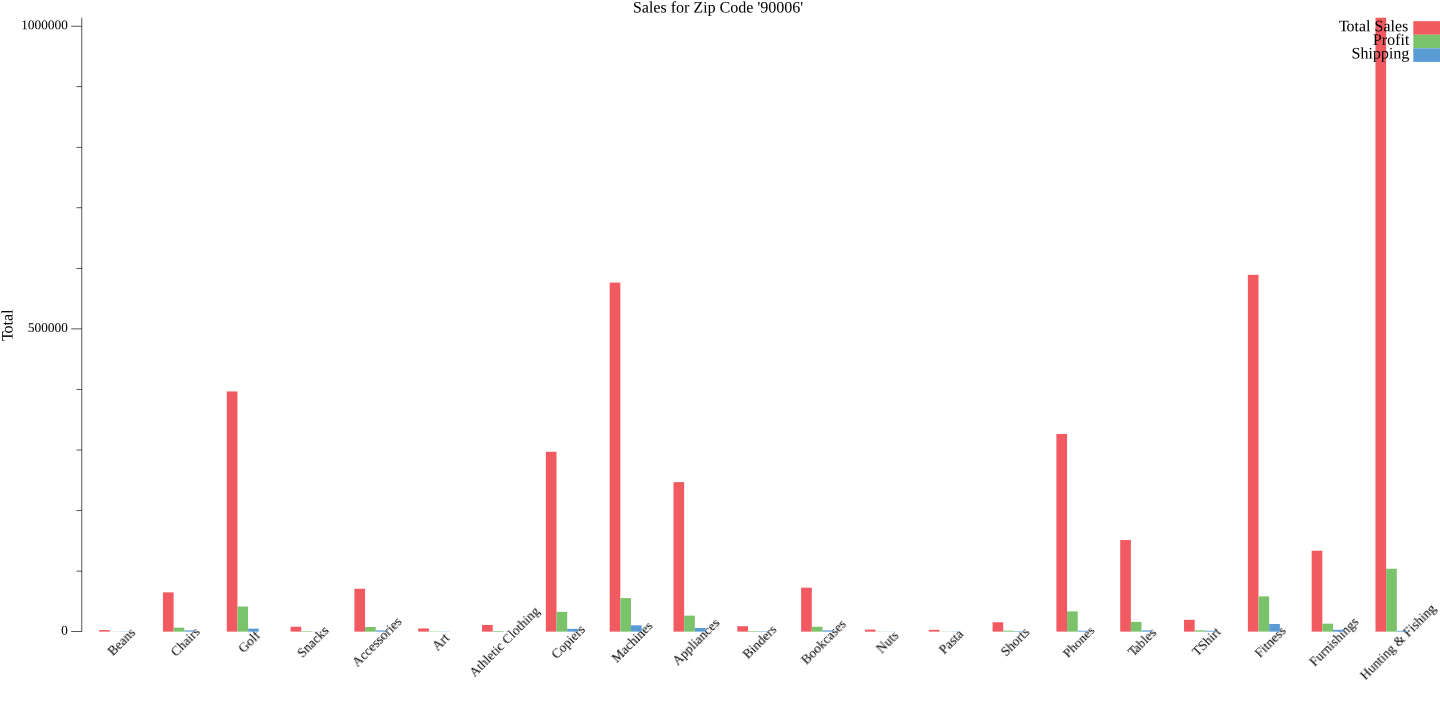 Sales for Zip Code '90006'
1000000
Total Sales
Profit
Shipping
500000
Total
0
Beans
Chairs
Golf
Snacks
Accessories
Art
Athletic Clothing
Copiers
Machines
Appliances
Binders
Bookcases
Nuts
Pasta
Shorts
Phones
Tables
TShirt
Fitness
Furnishings
Hunting & Fishing